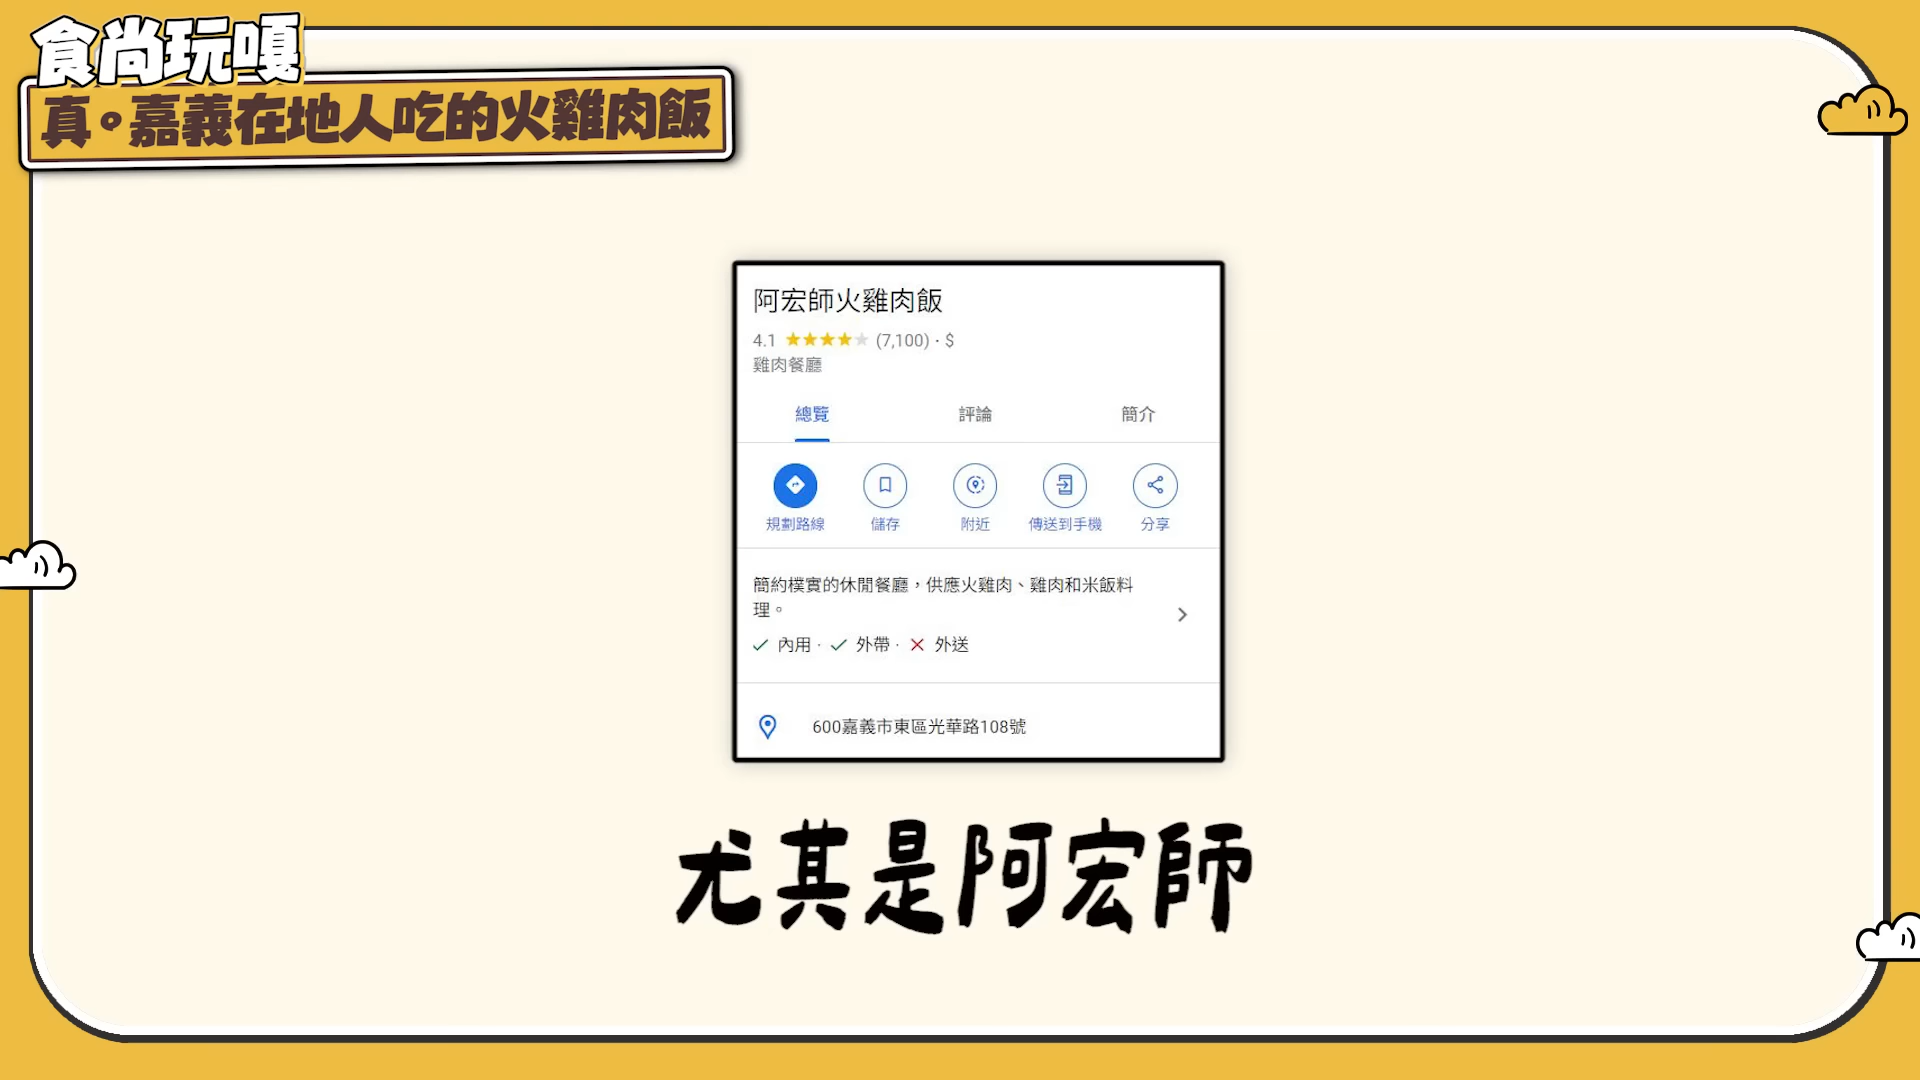 食尚玩嘎
真。嘉義在地人吃的火雞肉飯
阿宏師火雞肉飯
4.1 (7,100) · $
雞肉餐廳
總覽 評論 簡介
規劃路線 儲存 附近 傳送到手機 分享
簡約樸實的休閒餐廳，供應火雞肉、雞肉和米飯料
理。
內用 · 外帶 · 外送
600嘉義市東區光華路108號
尤其是阿宏師